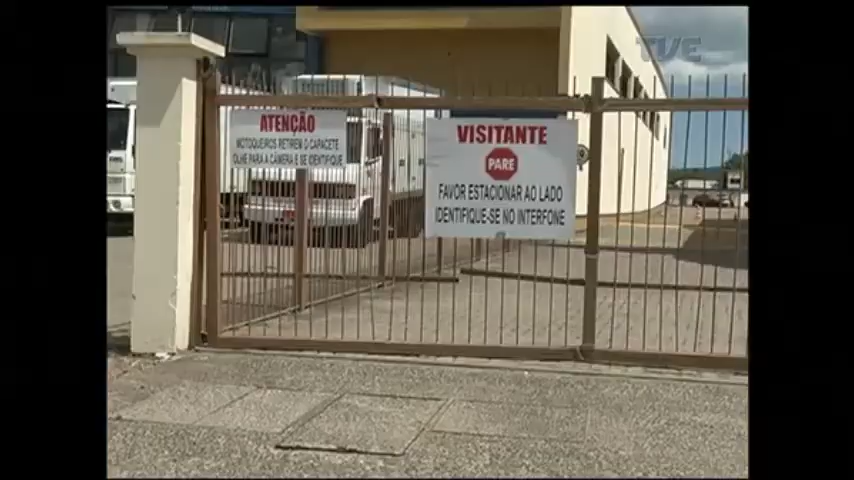 TVE
ATENÇÃO
MOTOQUEIROS RETIREM O CAPACETE
OLHE PARA A CÂMERA E SE IDENTIFIQUE
VISITANTE
PARE
FAVOR ESTACIONAR AO LADO
IDENTIFIQUE-SE NO INTERFONE